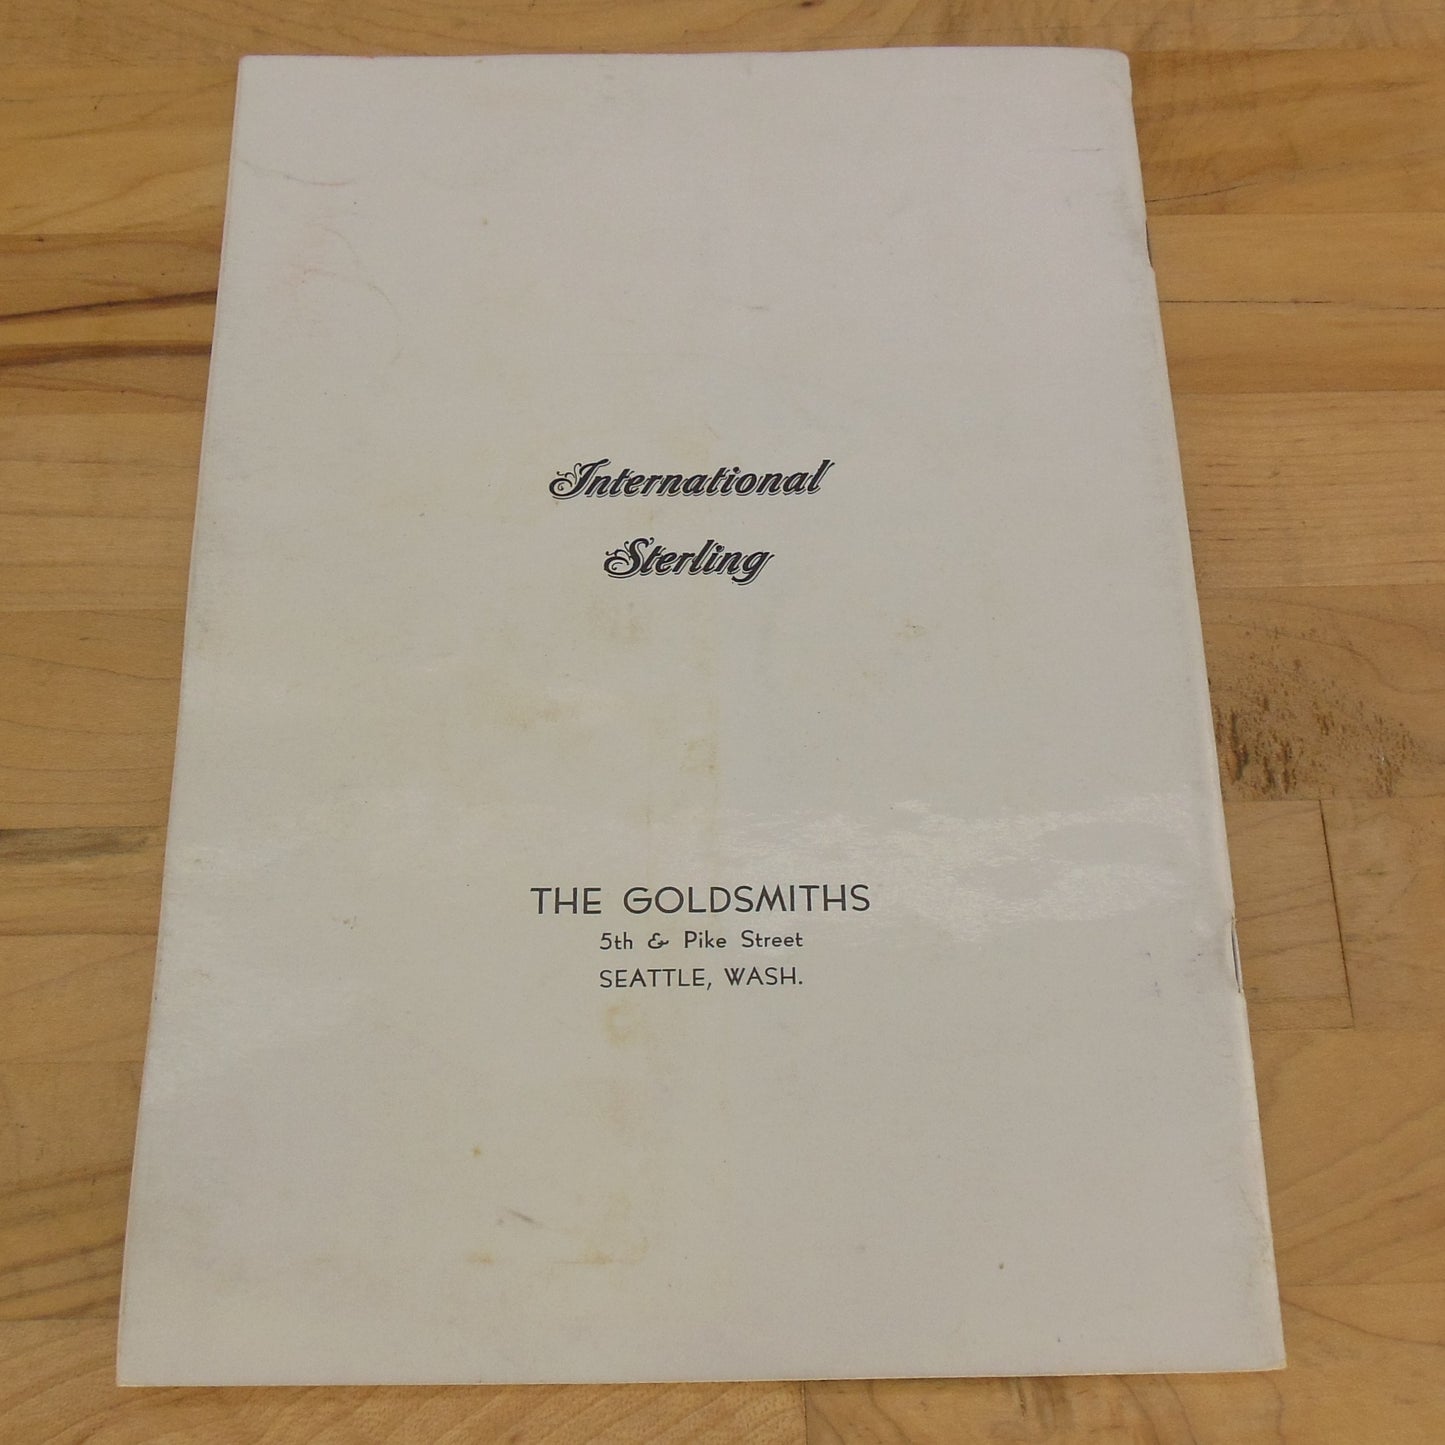 International
Sterling
THE GOLDSMITHS
5th & Pike Street
SEATTLE, WASH.